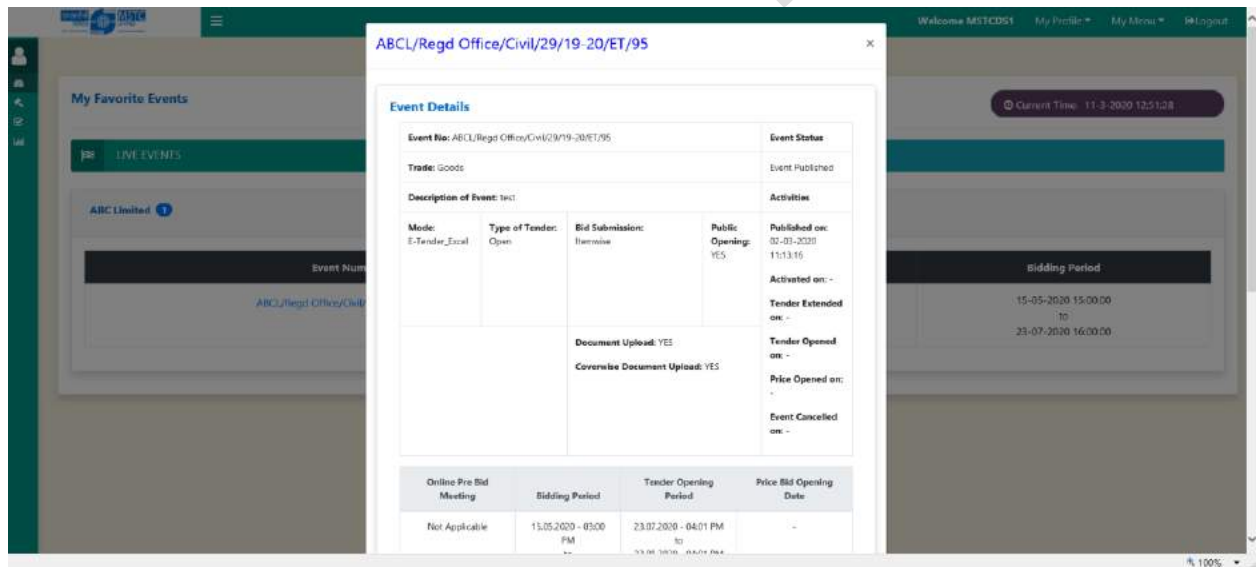 MSTC
Welcome MSTCDS1 My Profile My Menu Logout
ABCL/Regd Office/Civil/29/19-20/ET/95
×
My Favorite Events
Current Time: 11-3-2020 12:51:28
LIVE EVENTS
ABC Limited 1
Event Num
Bidding Period
ABCL/Regd Office/Civil/
15-05-2020 15:00:00
to
23-07-2020 16:00:00
Event Details
Event No: ABCL/Regd Office/Civil/29/19-20/ET/95
Event Status
Trade: Goods
Event Published
Description of Event: test
Activities
Mode:
E-Tender_Excel
Type of Tender:
Open
Bid Submission:
Itemwise
Public
Opening:
YES
Published on:
02-03-2020
11:13:16
Activated on: -
Tender Extended
on: -
Document Upload: YES
Coverwise Document Upload: YES
Tender Opened
on: -
Price Opened on:
-
Event Cancelled
on: -
Online Pre Bid
Meeting
Bidding Period
Tender Opening
Period
Price Bid Opening
Date
Not Applicable
15.05.2020 - 03:00
PM
to
23.07.2020 - 04:01 PM
to
-
100%